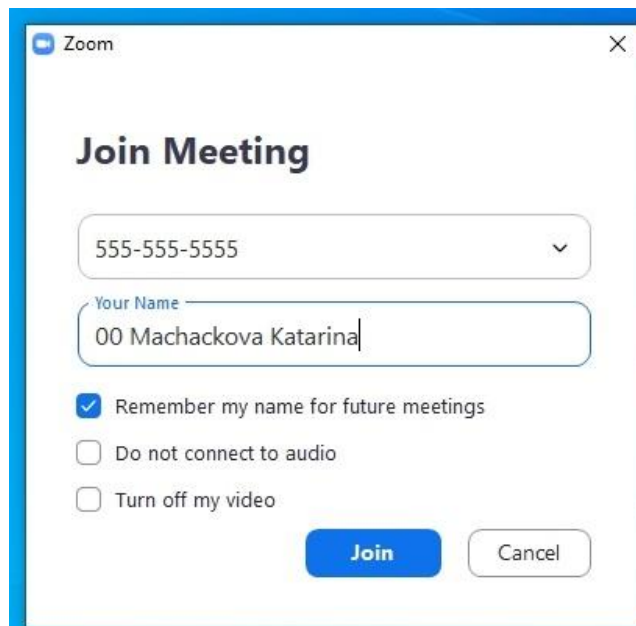 Zoom
Join Meeting
555-555-5555
Your Name
00 Machackova Katarina
Remember my name for future meetings
Do not connect to audio
Turn off my video
Join Cancel